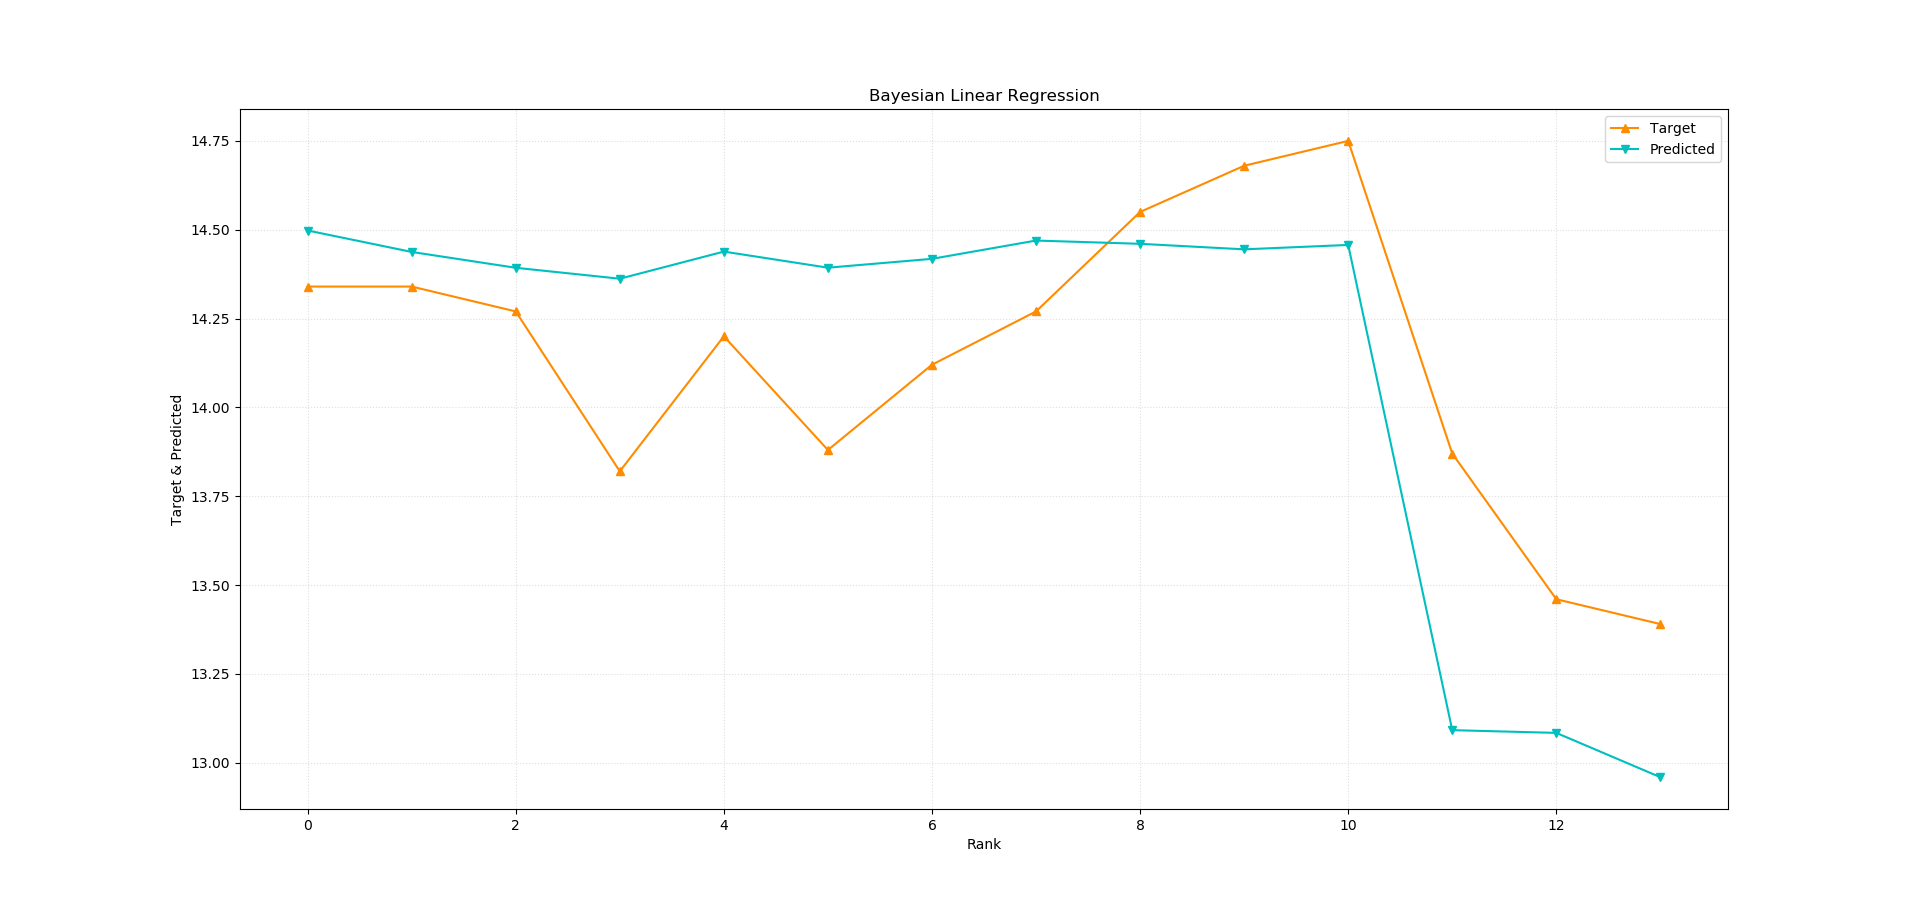 Bayesian Linear Regression
Target
Predicted
Target & Predicted
14.75
14.50
14.25
14.00
13.75
13.50
13.25
13.00
0 2 4 6 8 10 12
Rank